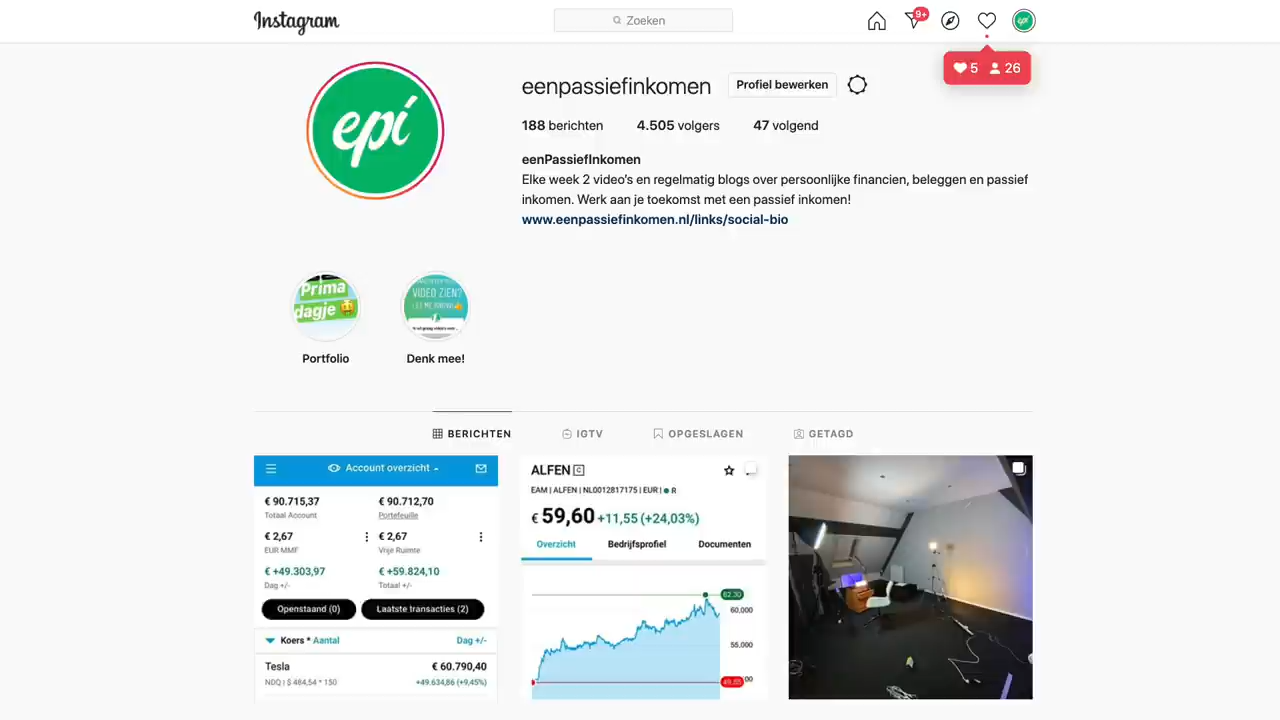 Instagram
Zoeken
9+
epi
5 26
epi
eenpassiefinkomen Profiel bewerken
188 berichten 4.505 volgers 47 volgend
eenPassiefInkomen
Elke week 2 video's en regelmatig blogs over persoonlijke financien, beleggen en passief
inkomen. Werk aan je toekomst met een passief inkomen!
www.eenpassiefinkomen.nl/links/social-bio
Prima
dagje
VIDEO ZIEN?
Portfolio Denk mee!
BERICHTEN IGTV OPGESLAGEN GETAGD
Account overzicht
€ 90.715,37 € 90.712,70
Totaal Account Portefeuille
€ 2,67 € 2,67
EUR MMF Vrije Ruimte
€ +49.303,97 € +59.824,10
Dag +/- Totaal +/-
Openstaand (0) Laatste transacties (2)
Koers * Aantal Dag +/-
Tesla € 60.790,40
NDQ | $ 484,54 * 150 +49.634,86 (+9,45%)
ALFEN C
EAM | ALFEN | NL0012817175 | EUR | R
€ 59,60 +11,55 (+24,03%)
Overzicht Bedrijfsprofiel Documenten
62.30
60,000
55,000